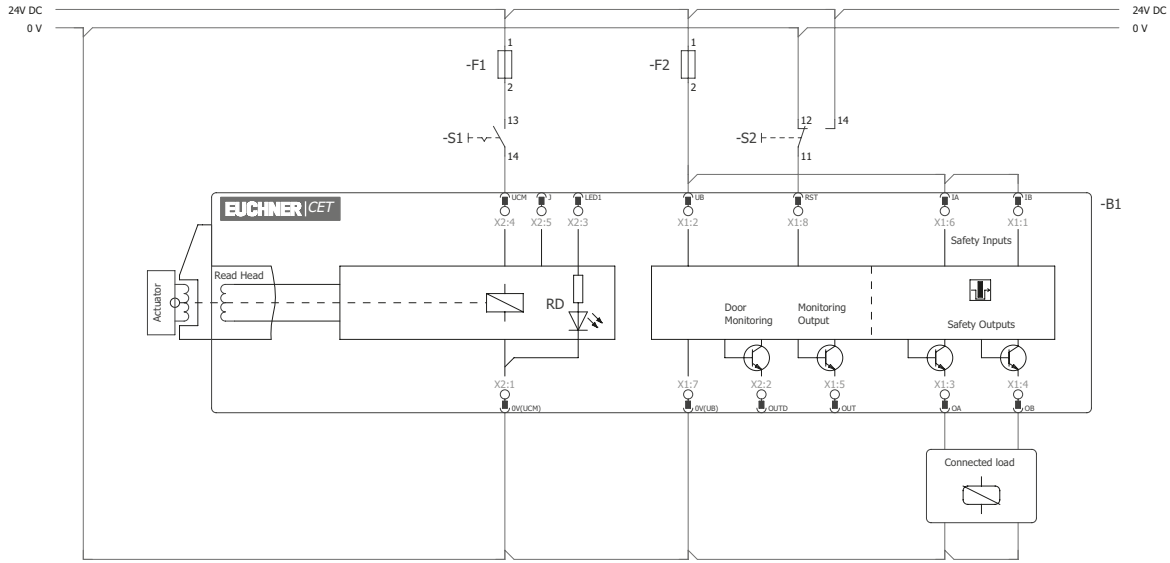 24V DC
24V DC
0 V
0 V
1
1
-F1
-F2
2
2
13
12
14
-S1
-S2
14
11
EUCHNER CET
UCM
J
LED1
UB
RST
IA
IB
-B1
X2:4
X2:5
X2:3
X1:2
X1:8
X1:6
X1:1
Safety Inputs
Read Head
Actuator
RD
Door
Monitoring
Monitoring
Output
Safety Outputs
X2:1
X1:7
X2:2
X1:5
X1:3
X1:4
0V(UCM)
0V(UB)
OUTD
OUT
OA
OB
Connected load